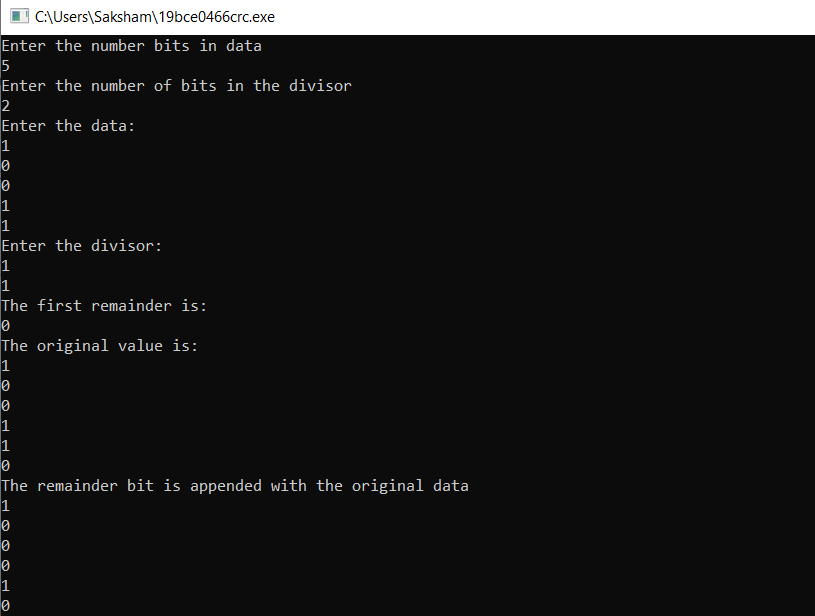 C:\Users\Saksham\19bce0466crc.exe
Enter the number bits in data
5
Enter the number of bits in the divisor
2
Enter the data:
1
0
0
1
1
Enter the divisor:
1
1
The first remainder is:
0
The original value is:
1
0
0
1
1
0
The remainder bit is appended with the original data
1
0
0
0
1
0